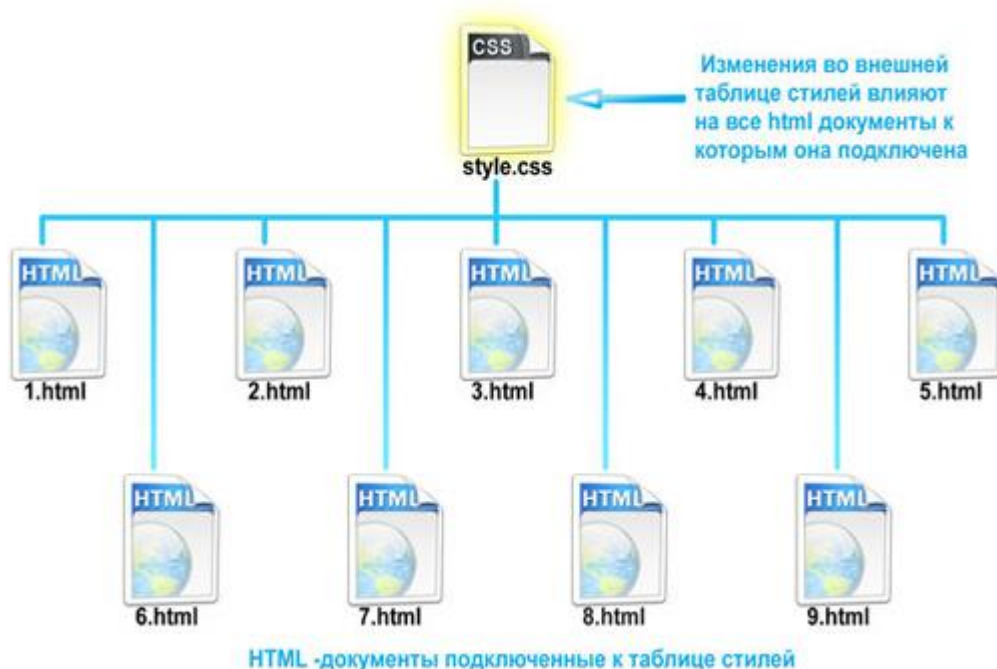 CSS
style.css
Изменения во внешней
таблице стилей влияют
на все html документы к
которым она подключена
HTML
HTML
HTML
HTML
HTML
1.html
2.html
3.html
4.html
5.html
HTML
HTML
HTML
HTML
6.html
7.html
8.html
9.html
HTML -документы подключенные к таблице стилей